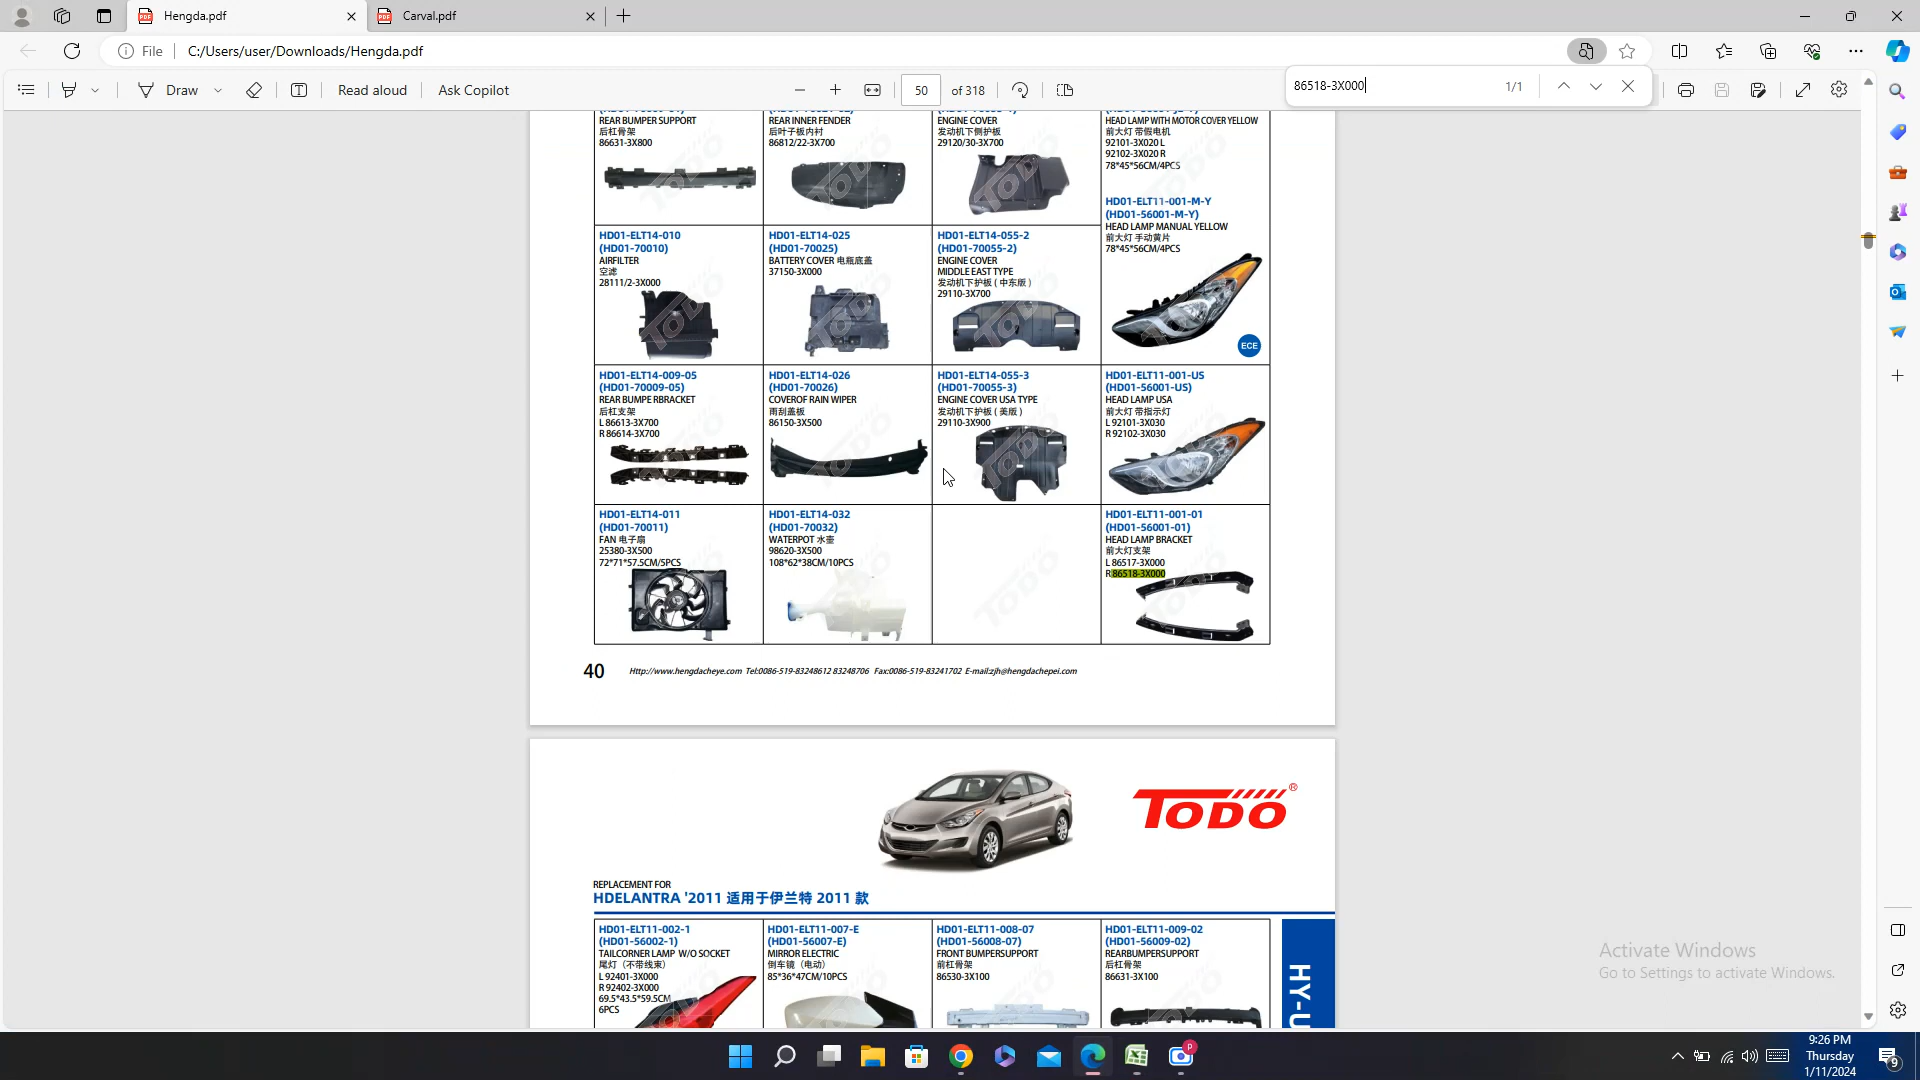 Hengda.pdf
Carval.pdf
File
C:/Users/user/Downloads/Hengda.pdf
86518-3X000
1/1
Draw
Read aloud
Ask Copilot
50
of 318
REAR BUMPER SUPPORT
后杠骨架
86631-3X800
REAR INNER FENDER
后叶子板内衬
86812/22-3X700
ENGINE COVER
发动机下侧护板
29120/30-3X700
HEAD LAMP WITH MOTOR COVER YELLOW
前大灯 带假电机
92101-3X020 L
92102-3X020 R
78*45*56CM/4PCS
HD01-ELT11-001-M-Y
(HD01-56001-M-Y)
HEAD LAMP MANUAL YELLOW
前大灯 手动黄片
78*45*56CM/4PCS
ECE
HD01-ELT14-010
(HD01-70010)
AIRFILTER
空滤
28111/2-3X000
HD01-ELT14-025
(HD01-70025)
BATTERY COVER 电瓶底盖
37150-3X000
HD01-ELT14-055-2
(HD01-70055-2)
ENGINE COVER
MIDDLE EAST TYPE
发动机下护板 ( 中东版 )
29110-3X700
HD01-ELT14-009-05
(HD01-70009-05)
REAR BUMPE RBRACKET
后杠支架
L 86613-3X700
R 86614-3X700
HD01-ELT14-026
(HD01-70026)
COVEROF RAIN WIPER
雨刮盖板
86150-3X500
HD01-ELT14-055-3
(HD01-70055-3)
ENGINE COVER USA TYPE
发动机下护板 ( 美版 )
29110-3X900
HD01-ELT11-001-US
(HD01-56001-US)
HEAD LAMP USA
前大灯 带指示灯
L 92101-3X030
R 92102-3X030
HD01-ELT14-011
(HD01-70011)
FAN 电子扇
25380-3X500
72*71*57.5CM/5PCS
HD01-ELT14-032
(HD01-70032)
WATERPOT 水壶
98620-3X500
108*62*38CM/10PCS
HD01-ELT11-001-01
(HD01-56001-01)
HEAD LAMP BRACKET
前大灯支架
L 86517-3X000
R 86518-3X000
40
Http://www.hengdacheye.com Tel:0086-519-83248612 83248706 Fax:0086-519-83241702 E-mail:zjh@hengdachepei.com
TODO®
REPLACEMENT FOR
HDELANTRA '2011 适用于伊兰特 2011 款
HD01-ELT11-002-1
(HD01-56002-1)
TAILCORNER LAMP W/O SOCKET
尾灯（不带线束）
L 92401-3X000
R 92402-3X000
69.5*43.5*59.5CM
6PCS
HD01-ELT11-007-E
(HD01-56007-E)
MIRROR ELECTRIC
倒车镜（电动）
85*36*47CM/10PCS
HD01-ELT11-008-07
(HD01-56008-07)
FRONT BUMPERSUPPORT
前杠骨架
86530-3X100
HD01-ELT11-009-02
(HD01-56009-02)
REARBUMPERSUPPORT
后杠骨架
86631-3X100
HY-U
Activate Windows
Go to Settings to activate Windows.
9:26 PM
Thursday
1/11/2024
9